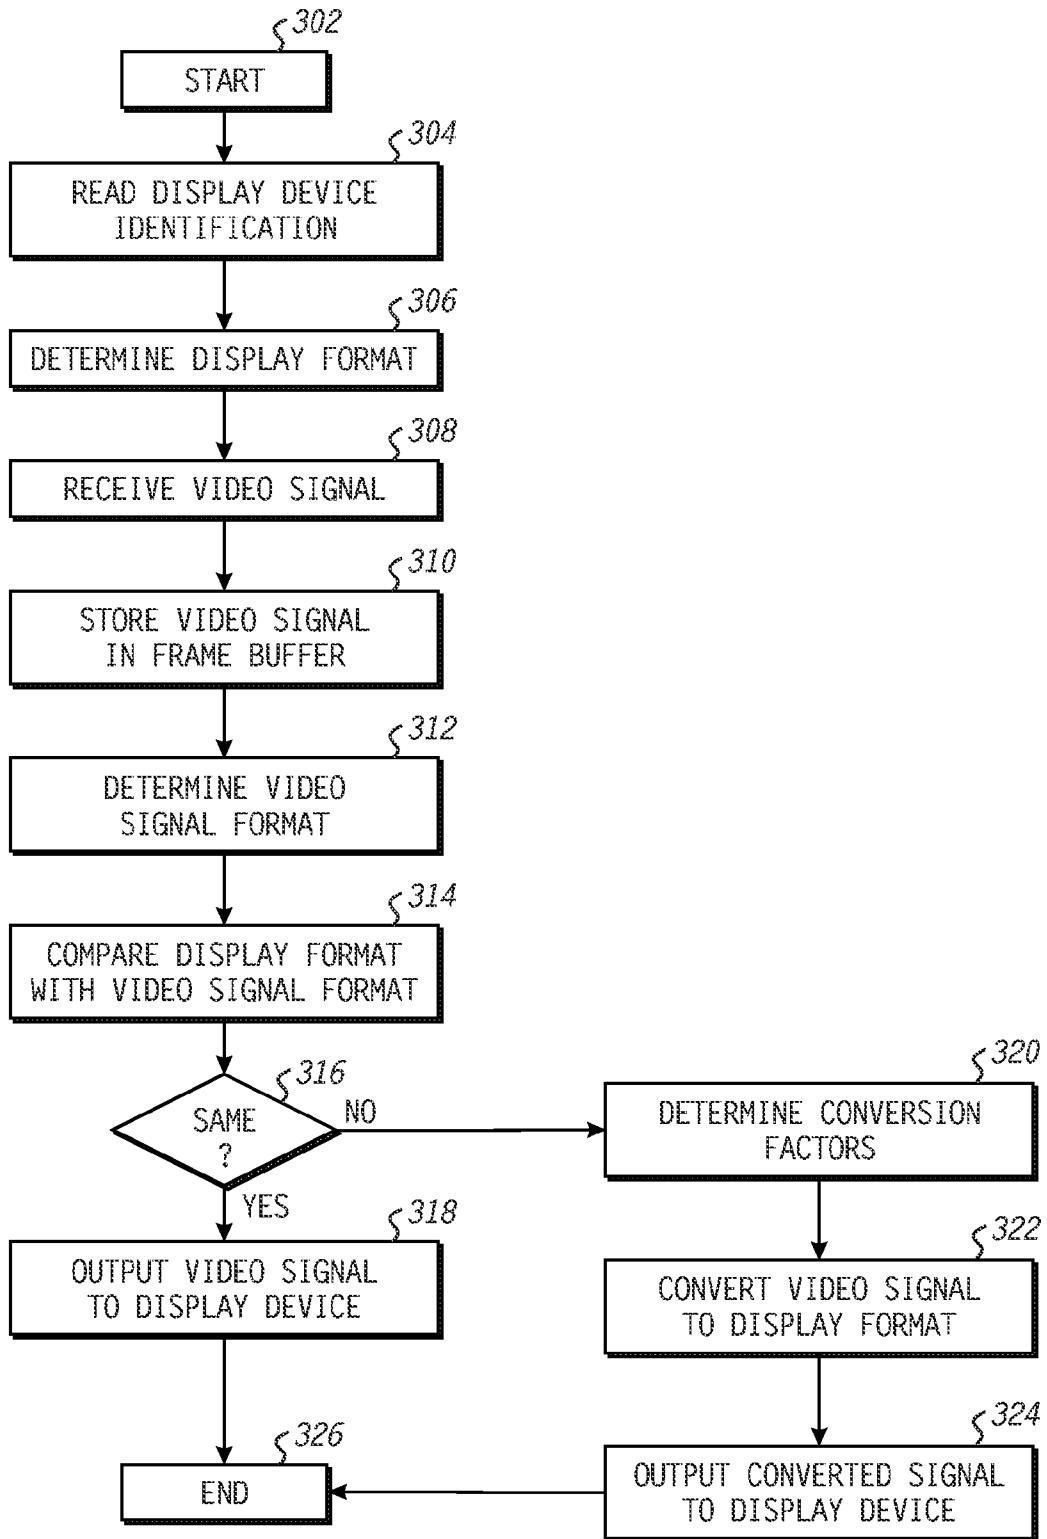 302
START
304
READ DISPLAY DEVICE
IDENTIFICATION
306
DETERMINE DISPLAY FORMAT
308
RECEIVE VIDEO SIGNAL
310
STORE VIDEO SIGNAL
IN FRAME BUFFER
312
DETERMINE VIDEO
SIGNAL FORMAT
314
COMPARE DISPLAY FORMAT
WITH VIDEO SIGNAL FORMAT
316
SAME
?
NO
YES
318
OUTPUT VIDEO SIGNAL
TO DISPLAY DEVICE
320
DETERMINE CONVERSION
FACTORS
322
CONVERT VIDEO SIGNAL
TO DISPLAY FORMAT
324
OUTPUT CONVERTED SIGNAL
TO DISPLAY DEVICE
326
END